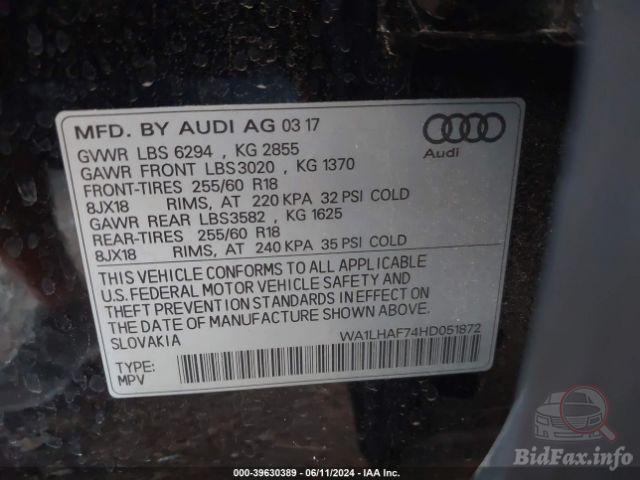 MFD. BY AUDI AG 03 17
GVWR LBS 6294 , KG 2855
GAWR FRONT LBS3020 , KG 1370
FRONT-TIRES 255/60 R18
8JX18 RIMS, AT 220 KPA 32 PSI COLD
GAWR REAR LBS3582 , KG 1625
REAR-TIRES 255/60 R18
8JX18 RIMS, AT 240 KPA 35 PSI COLD
THIS VEHICLE CONFORMS TO ALL APPLICABLE
U.S. FEDERAL MOTOR VEHICLE SAFETY AND
THEFT PREVENTION STANDARDS IN EFFECT ON
THE DATE OF MANUFACTURE SHOWN ABOVE.
SLOVAKIA
WA1LHAF74HD051872
TYPE:
MPV
Audi
BidFax.info
000-39630389 - 06/11/2024 - IAA Inc.